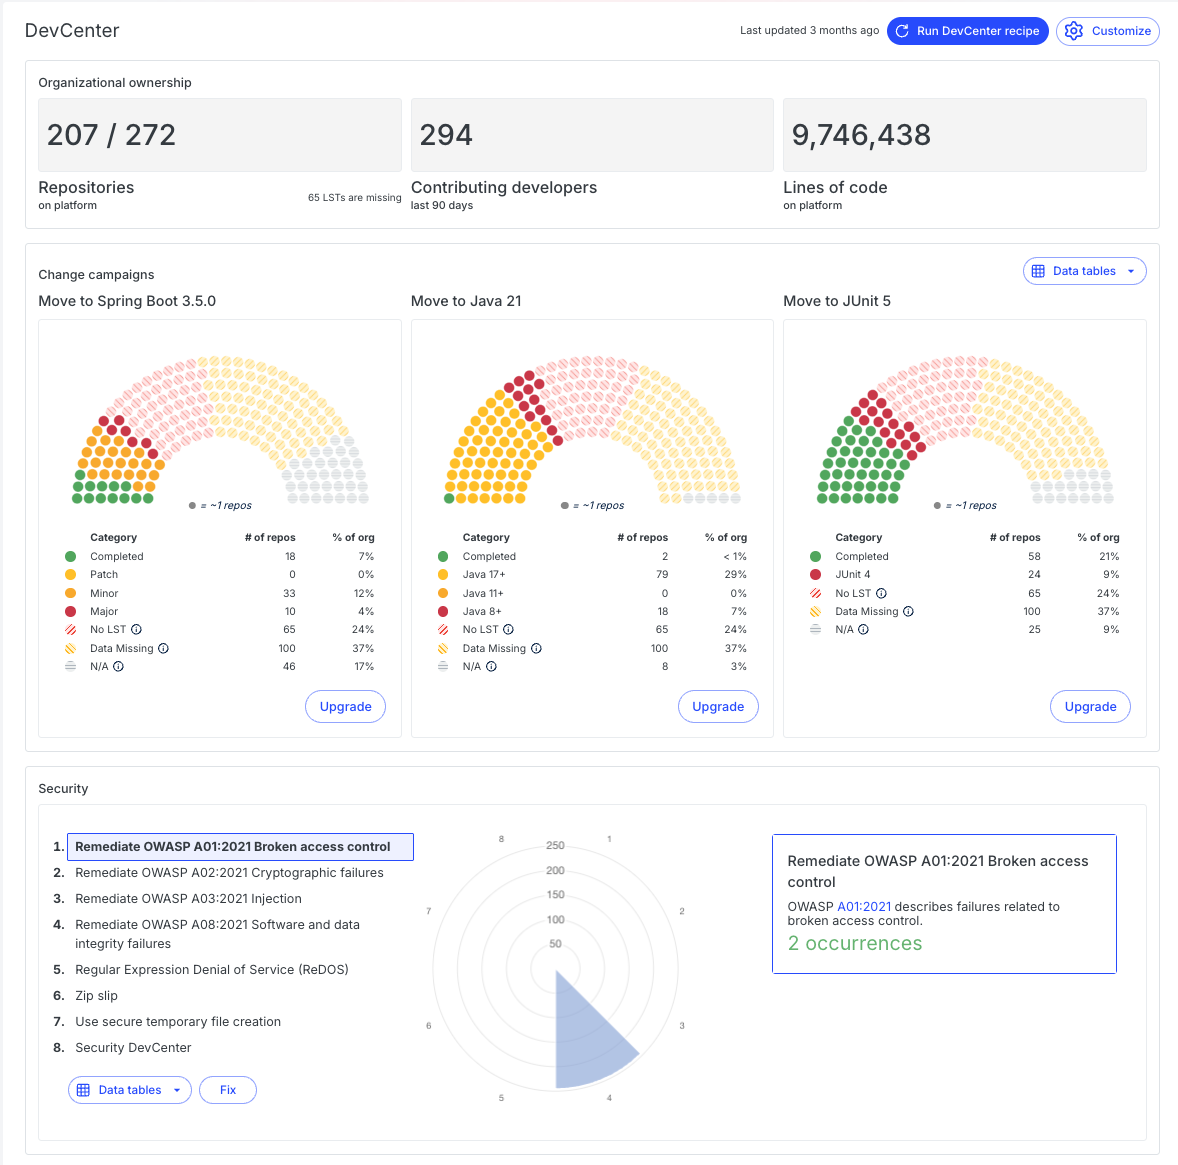 DevCenter
Last updated 3 months ago
Run DevCenter recipe
Customize
Organizational ownership
207 / 272
294
9,746,438
Repositories
on platform
65 LSTs are missing
Contributing developers
last 90 days
Lines of code
on platform
Change campaigns
Data tables
Move to Spring Boot 3.5.0
= ~1 repos
Category # of repos % of org
Completed 18 7%
Patch 0 0%
Minor 33 12%
Major 10 4%
No LST 65 24%
Data Missing 100 37%
N/A 46 17%
Upgrade
Move to Java 21
= ~1 repos
Category # of repos % of org
Completed 2 < 1%
Java 17+ 79 29%
Java 11+ 0 0%
Java 8+ 18 7%
No LST 65 24%
Data Missing 100 37%
N/A 8 3%
Upgrade
Move to JUnit 5
= ~1 repos
Category # of repos % of org
Completed 58 21%
JUnit 4 24 9%
No LST 65 24%
Data Missing 100 37%
N/A 25 9%
Upgrade
Security
1. Remediate OWASP A01:2021 Broken access control
2. Remediate OWASP A02:2021 Cryptographic failures
3. Remediate OWASP A03:2021 Injection
4. Remediate OWASP A08:2021 Software and data
integrity failures
5. Regular Expression Denial of Service (ReDOS)
6. Zip slip
7. Use secure temporary file creation
8. Security DevCenter
Data tables
Fix
8
1
250
200
150
100
50
7
2
6
3
5
4
Remediate OWASP A01:2021 Broken access
control
OWASP A01:2021 describes failures related to
broken access control.
2 occurrences